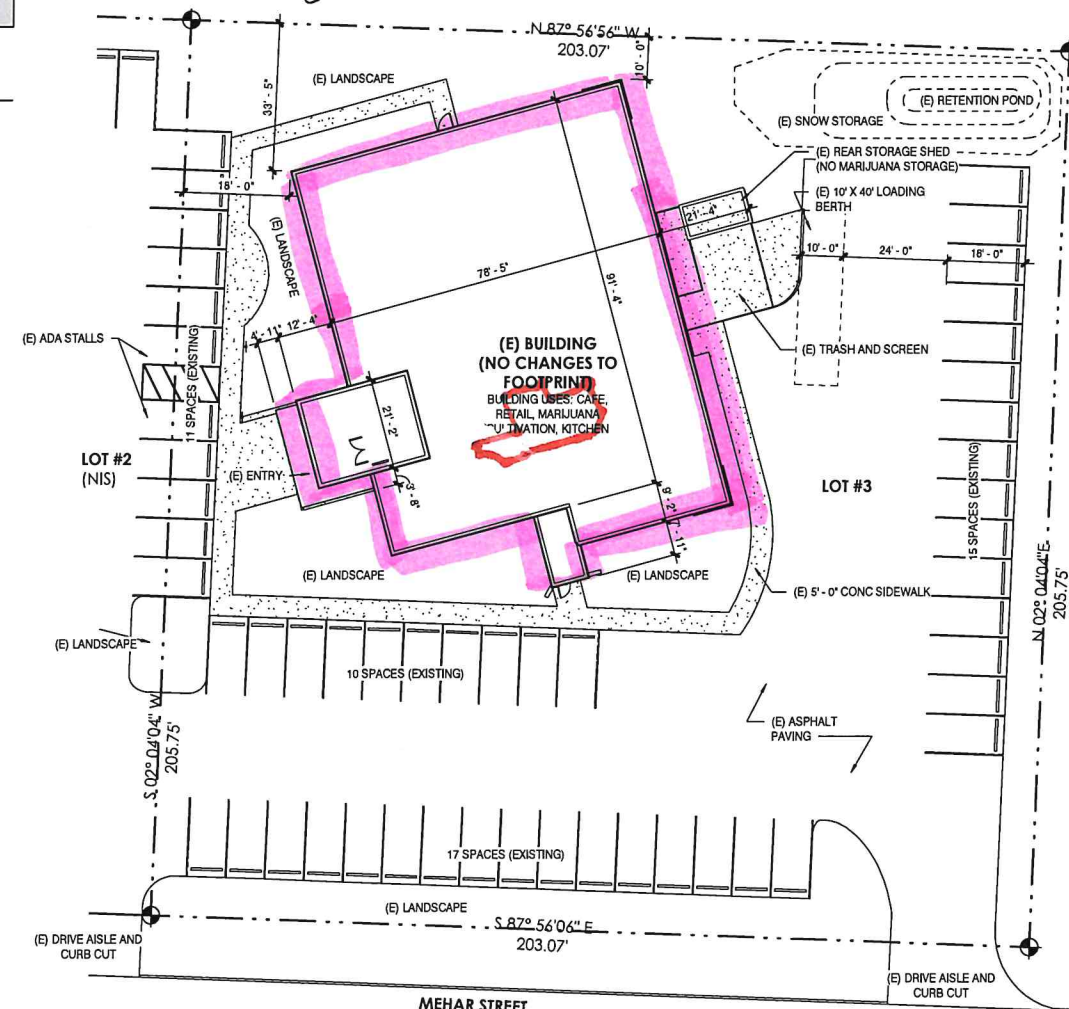 N 87° 56'56" W
203.07'
10' - 0"
(E) LANDSCAPE
33' - 5"
(E) RETENTION POND
(E) SNOW STORAGE
(E) REAR STORAGE SHED
(NO MARIJUANA STORAGE)
18' - 0"
(E) 10' X 40' LOADING
BERTH
21' - 4"
(E) LANDSCAPE
10' - 0"
24' - 0"
18' - 0"
78' - 5"
91' - 4"
4' - 11"
12' - 4"
(E) ADA STALLS
11 SPACES (EXISTING)
(E) BUILDING
(NO CHANGES TO
FOOTPRINT)
BUILDING USES: CAFE,
RETAIL, MARIJUANA
TIVATION, KITCHEN
(E) TRASH AND SCREEN
21' - 2"
LOT #2
(NIS)
(E) ENTRY
3' - 8"
LOT #3
15 SPACES (EXISTING)
9' - 2"
7' - 11"
(E) LANDSCAPE
(E) LANDSCAPE
(E) 5' - 0" CONC SIDEWALK
N 02° 04'04"E
205.75'
(E) LANDSCAPE
10 SPACES (EXISTING)
(E) ASPHALT
PAVING
S 02° 04'04" W
205.75'
17 SPACES (EXISTING)
(E) LANDSCAPE
S 87° 56'06" E
203.07'
(E) DRIVE AISLE AND
CURB CUT
(E) DRIVE AISLE AND
CURB CUT
MEHAR STREET